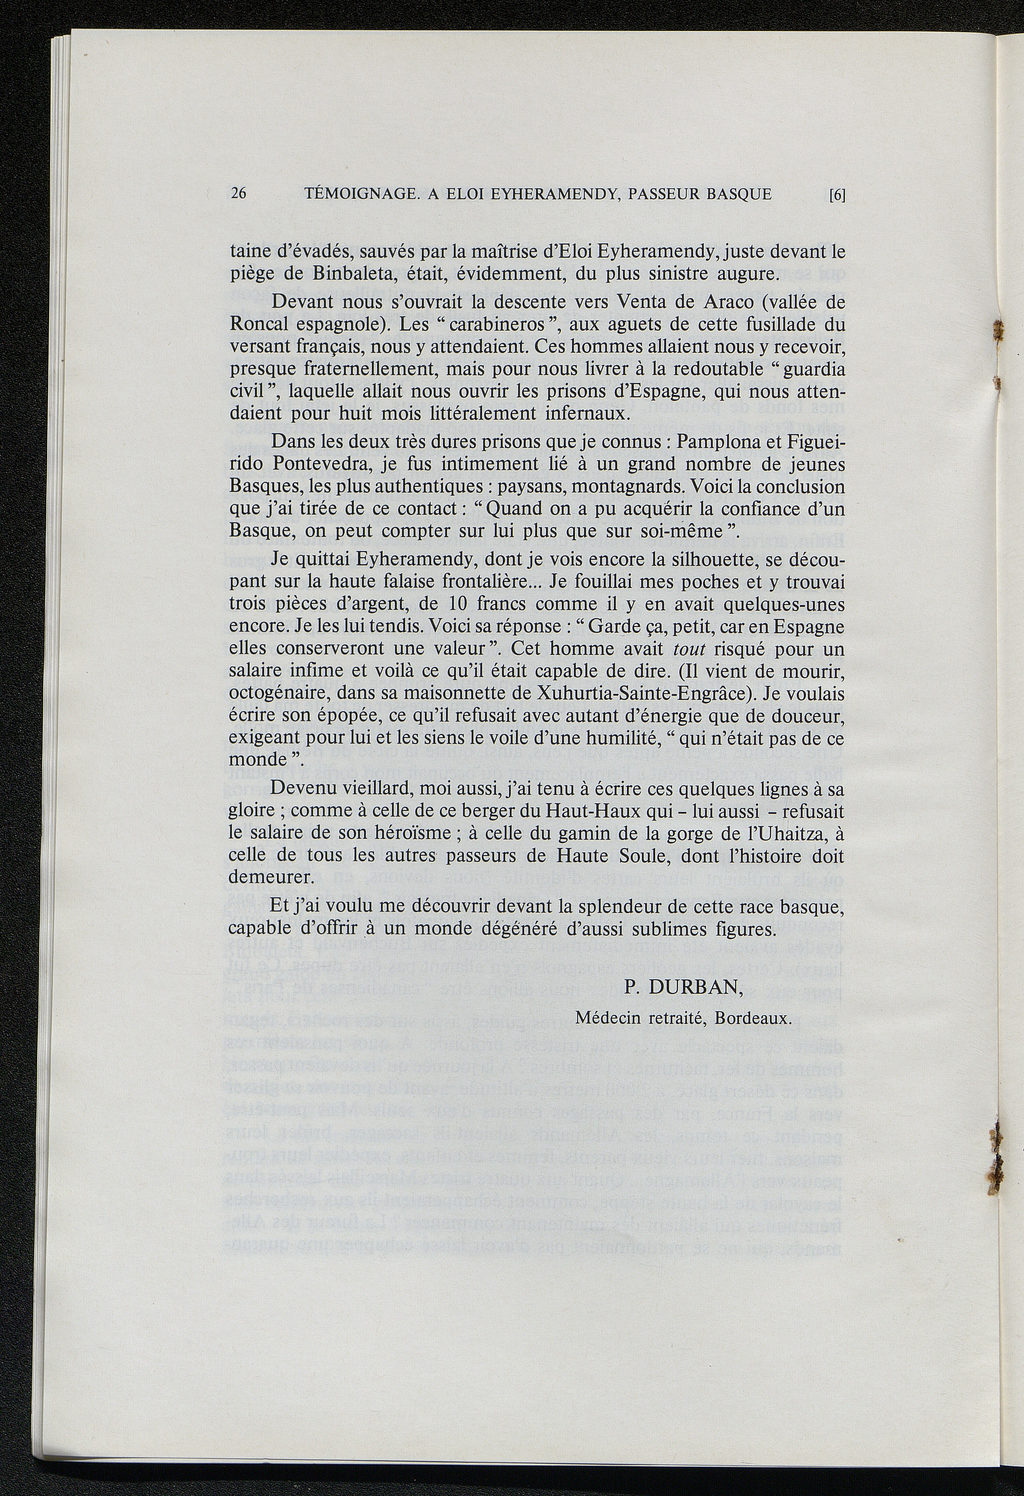 26 TÉMOIGNAGE. A ELOI EYHERAMENDY, PASSEUR BASQUE [6]
taine d'évadés, sauvés par la maîtrise d'Eloi Eyheramendy, juste devant le
piège de Binbaleta, était, évidemment, du plus sinistre augure.
Devant nous s'ouvrait la descente vers Venta de Araco (vallée de
Roncal espagnole). Les “ carabineros ”, aux aguets de cette fusillade du
versant français, nous y attendaient. Ces hommes allaient nous y recevoir,
presque fraternellement, mais pour nous livrer à la redoutable “ guardia
civil ”, laquelle allait nous ouvrir les prisons d'Espagne, qui nous atten-
daient pour huit mois littéralement infernaux.
Dans les deux très dures prisons que je connus : Pamplona et Figuei-
rido Pontevedra, je fus intimement lié à un grand nombre de jeunes
Basques, les plus authentiques : paysans, montagnards. Voici la conclusion
que j'ai tirée de ce contact : “ Quand on a pu acquérir la confiance d'un
Basque, on peut compter sur lui plus que sur soi-même ”.
Je quittai Eyheramendy, dont je vois encore la silhouette, se décou-
pant sur la haute falaise frontalière... Je fouillai mes poches et y trouvai
trois pièces d'argent, de 10 francs comme il y en avait quelques-unes
encore. Je les lui tendis. Voici sa réponse : “ Garde ça, petit, car en Espagne
elles conserveront une valeur ”. Cet homme avait tout risqué pour un
salaire infime et voilà ce qu'il était capable de dire. (Il vient de mourir,
octogénaire, dans sa maisonnette de Xuhurtia-Sainte-Engrâce). Je voulais
écrire son épopée, ce qu'il refusait avec autant d'énergie que de douceur,
exigeant pour lui et les siens le voile d'une humilité, “ qui n'était pas de ce
monde ”.
Devenu vieillard, moi aussi, j'ai tenu à écrire ces quelques lignes à sa
gloire ; comme à celle de ce berger du Haut-Haux qui – lui aussi – refusait
le salaire de son héroïsme ; à celle du gamin de la gorge de l'Uhaitza, à
celle de tous les autres passeurs de Haute Soule, dont l'histoire doit
demeurer.
Et j'ai voulu me découvrir devant la splendeur de cette race basque,
capable d'offrir à un monde dégénéré d'aussi sublimes figures.
P. DURBAN,
Médecin retraité, Bordeaux.